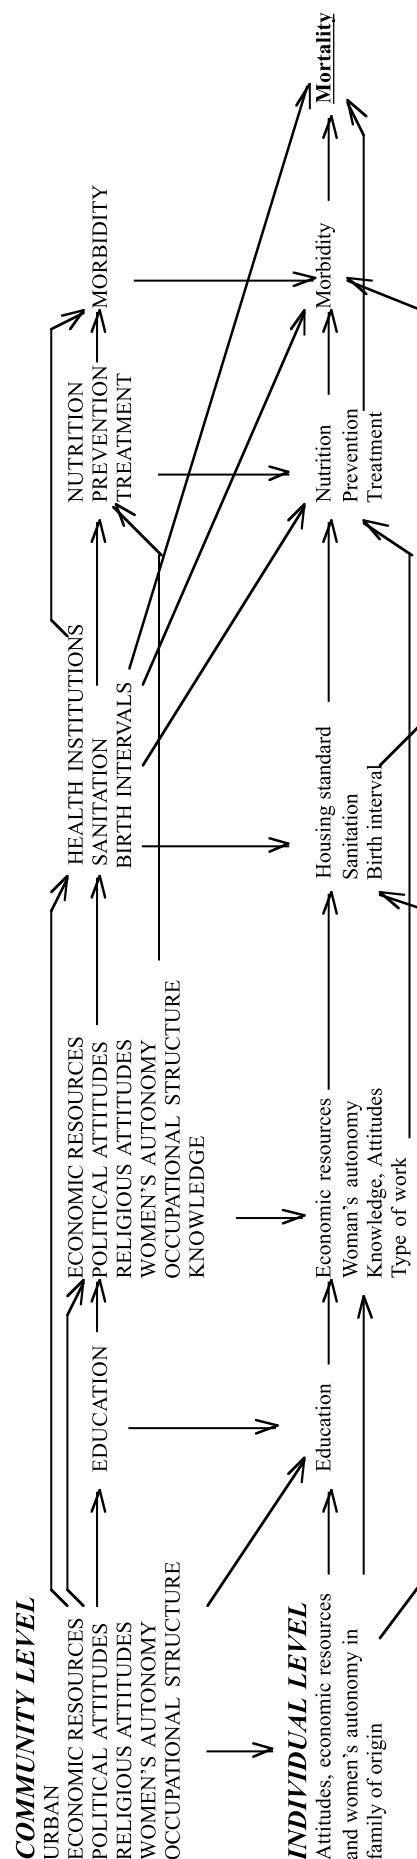 COMMUNITY LEVEL
URBAN
ECONOMIC RESOURCES
POLITICAL ATTITUDES
RELIGIOUS ATTITUDES
WOMEN'S AUTONOMY
OCCUPATIONAL STRUCTURE
EDUCATION
ECONOMIC RESOURCES
POLITICAL ATTITUDES
RELIGIOUS ATTITUDES
WOMEN'S AUTONOMY
OCCUPATIONAL STRUCTURE
KNOWLEDGE
HEALTH INSTITUTIONS
SANITATION
BIRTH INTERVALS
NUTRITION
PREVENTION
TREATMENT
MORBIDITY
INDIVIDUAL LEVEL
Attitudes, economic resources
and women's autonomy in
family of origin
Education
Economic resources
Woman's autonomy
Knowledge, Attitudes
Type of work
Housing standard
Sanitation
Birth interval
Nutrition
Prevention
Treatment
Morbidity
Mortality